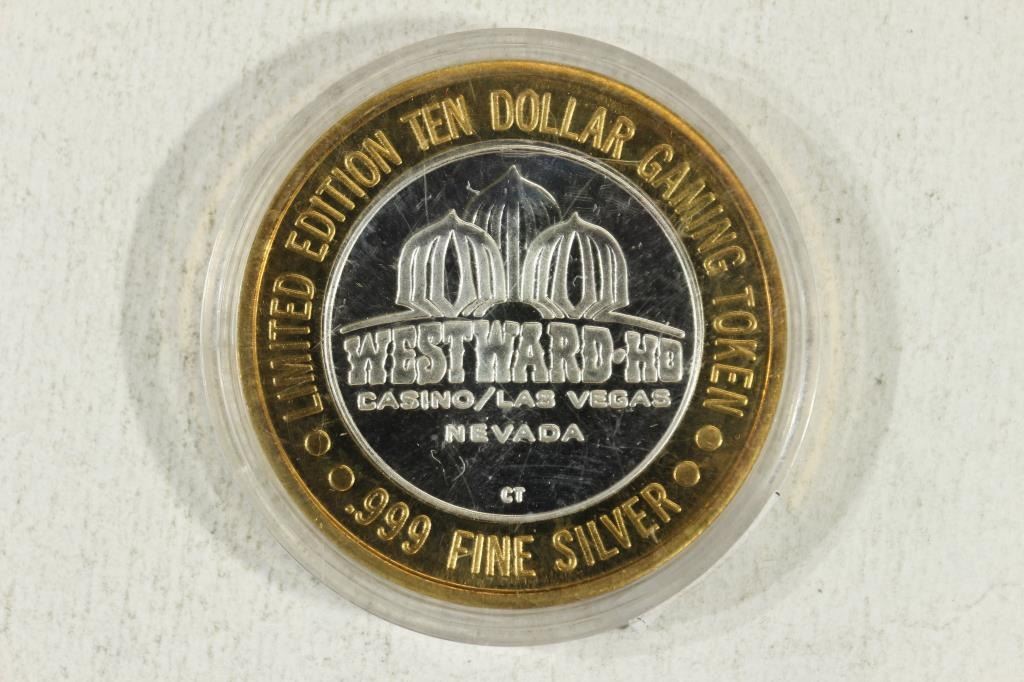 LIMITED EDITION TEN DOLLAR GAMING TOKEN
WESTWARD-HO
CASINO/LAS VEGAS
NEVADA
CT
.999 FINE SILVER